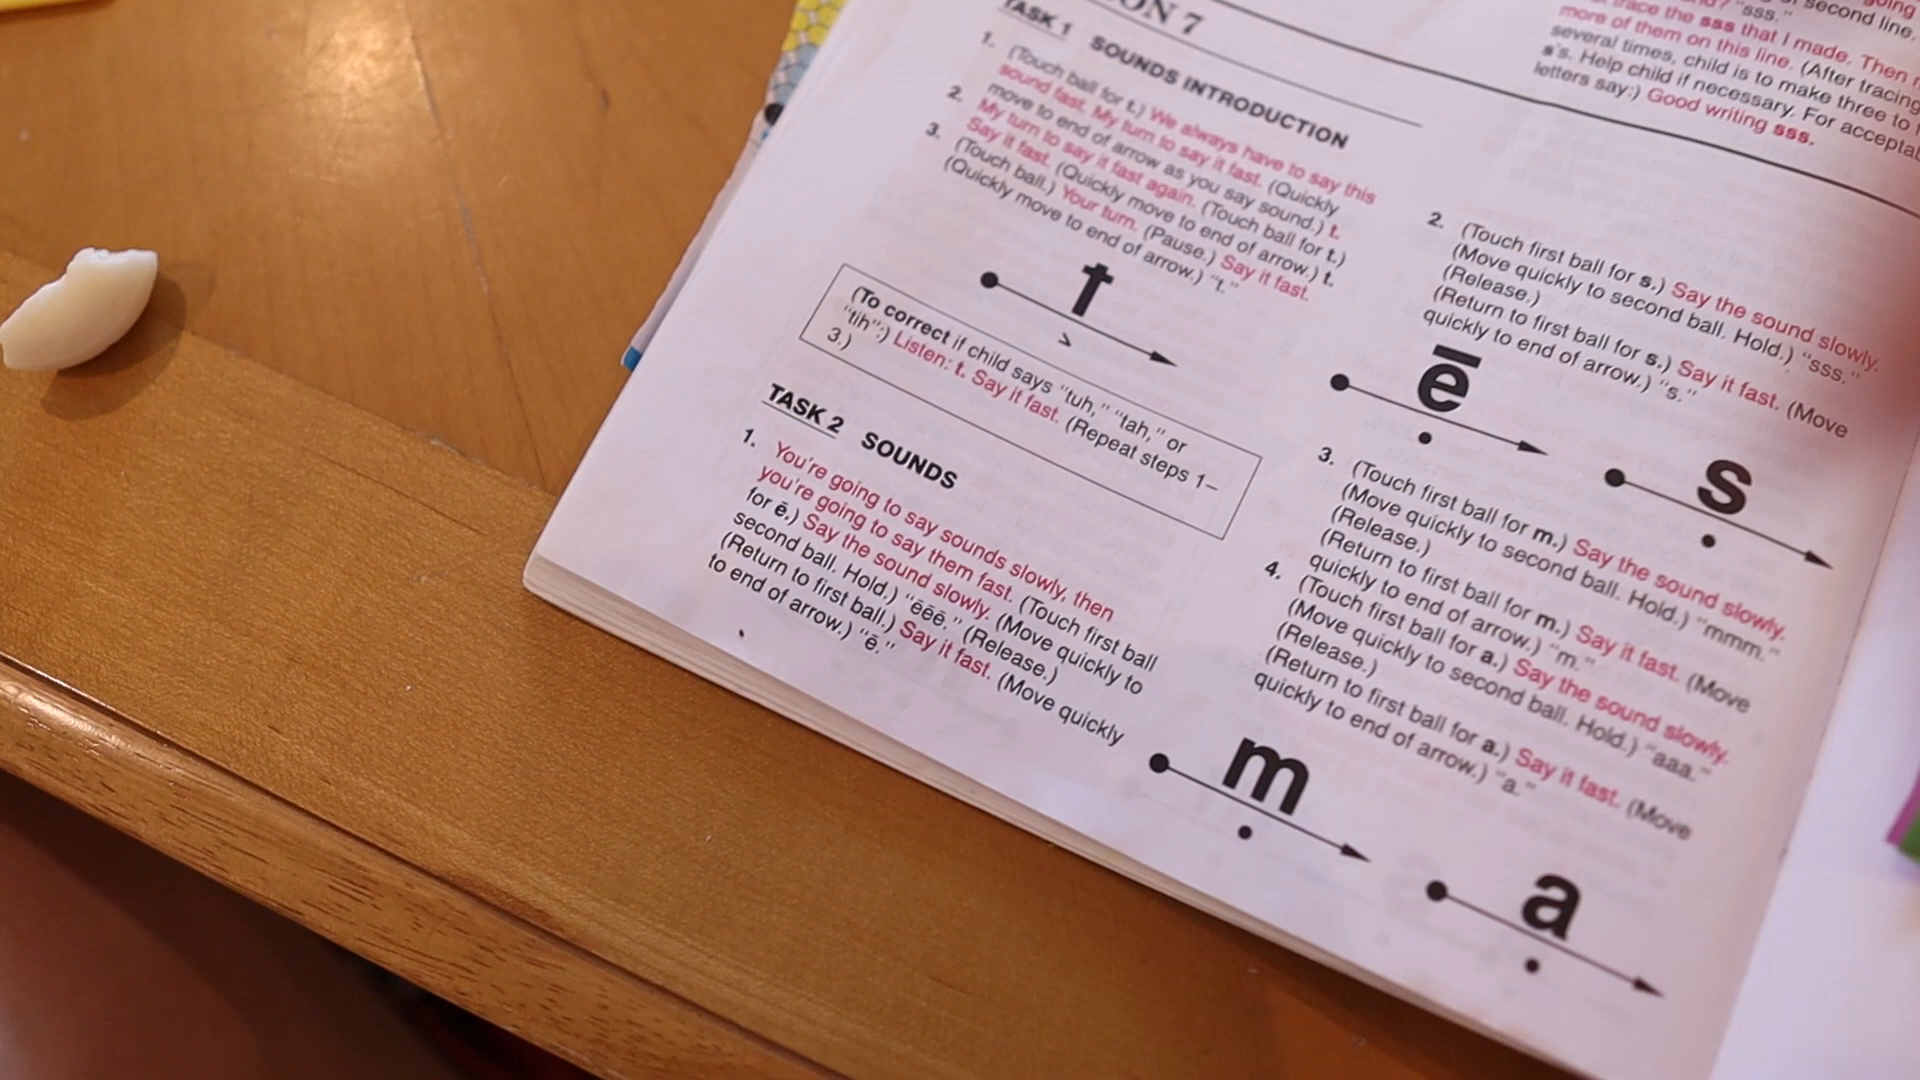 ON 7
TASK 1 SOUNDS INTRODUCTION
1. (Touch ball for t.) We always have to say this
sound fast. My turn to say it fast. (Quickly
move to end of arrow as you say sound.) t.
2. My turn to say it fast again. (Touch ball for t.)
Say it fast. (Quickly move to end of arrow.) t.
3. (Touch ball.) Your turn. (Pause.) Say it fast.
(Quickly move to end of arrow.) "t."
t
>
(To correct if child says "tuh," "tah," or
"tih":) Listen: t. Say it fast. (Repeat steps 1–
3.)
TASK 2 SOUNDS
1. You're going to say sounds slowly, then
you're going to say them fast. (Touch first ball
for ē.) Say the sound slowly. (Move quickly to
second ball. Hold.) "ēēē." (Release.)
(Return to first ball.) Say it fast. (Move quickly
to end of arrow.) "ē."
"sss."
second line.
trace the sss that I made. Then
more of them on this line. (After tracing
several times, child is to make three to
s's. Help child if necessary. For
letters say:) Good writing sss.
2. (Touch first ball for s.) Say the sound slowly.
(Move quickly to second ball. Hold.) "sss."
(Release.)
(Return to first ball for s.) Say it fast. (Move
quickly to end of arrow.) "s."
ē
s
3. (Touch first ball for m.) Say the sound slowly.
(Move quickly to second ball. Hold.) "mmm."
(Release.)
(Return to first ball for m.) Say it fast. (Move
quickly to end of arrow.) "m."
4. (Touch first ball for a.) Say the sound slowly.
(Move quickly to second ball. Hold.) "aaa."
(Release.)
(Return to first ball for a.) Say it fast. (Move
quickly to end of arrow.) "a."
m
a